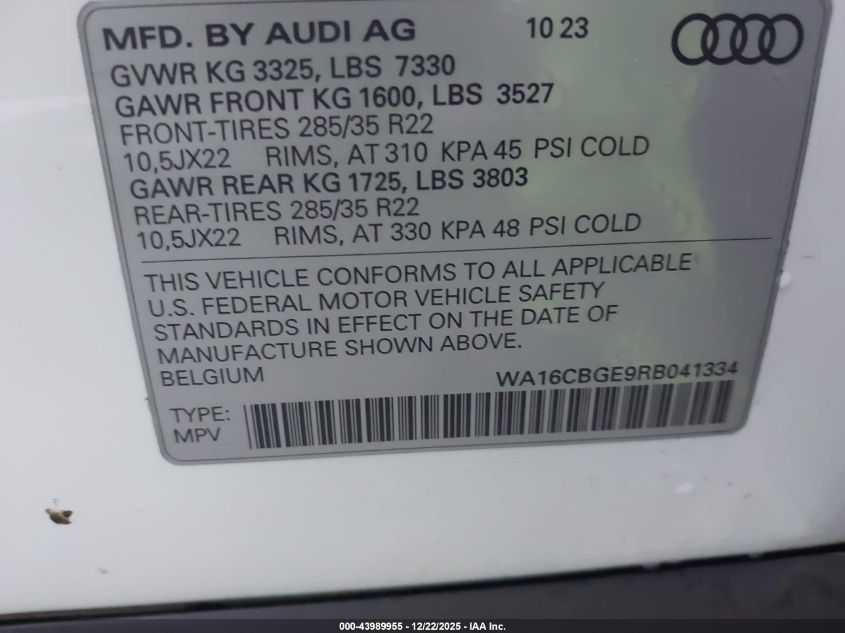 MFD. BY AUDI AG 10 23
GVWR KG 3325, LBS 7330
GAWR FRONT KG 1600, LBS 3527
FRONT-TIRES 285/35 R22
10,5JX22 RIMS, AT 310 KPA 45 PSI COLD
GAWR REAR KG 1725, LBS 3803
REAR-TIRES 285/35 R22
10,5JX22 RIMS, AT 330 KPA 48 PSI COLD
THIS VEHICLE CONFORMS TO ALL APPLICABLE
U.S. FEDERAL MOTOR VEHICLE SAFETY
STANDARDS IN EFFECT ON THE DATE OF
MANUFACTURE SHOWN ABOVE.
BELGIUM WA16CBGE9RB041334
TYPE:
MPV
000-43989955 - 12/22/2025 - IAA Inc.